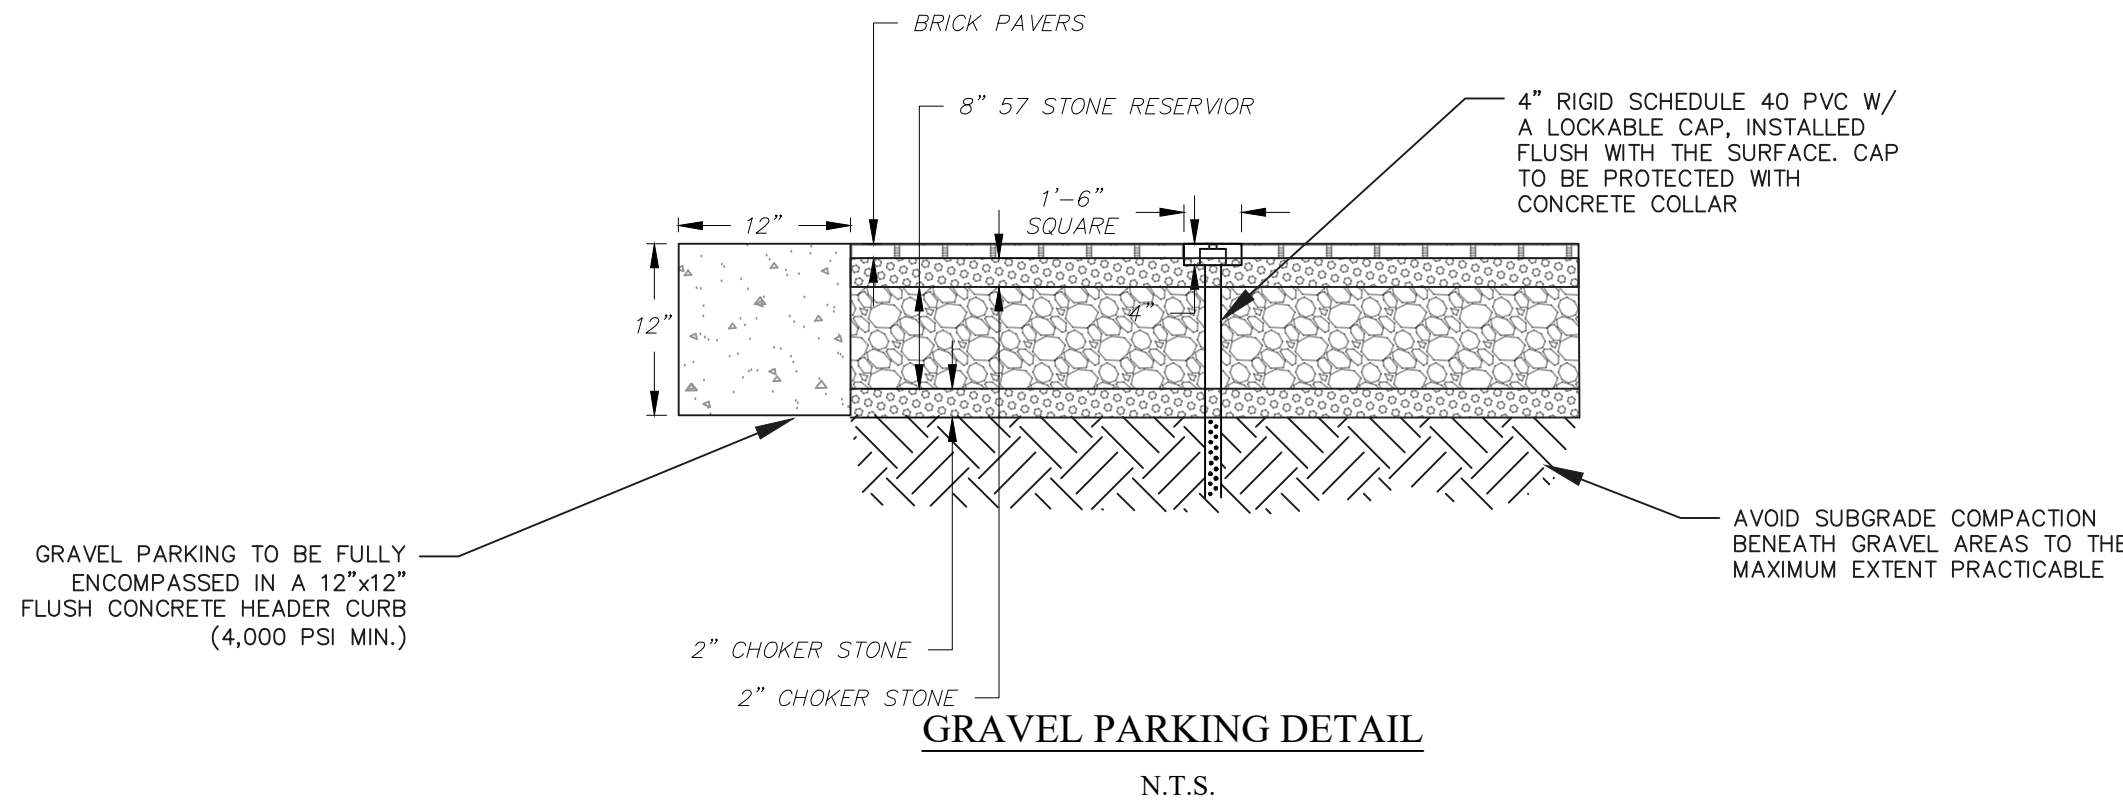 BRICK PAVERS
8" 57 STONE RESERVIOR
4" RIGID SCHEDULE 40 PVC W/
A LOCKABLE CAP, INSTALLED
FLUSH WITH THE SURFACE. CAP
TO BE PROTECTED WITH
CONCRETE COLLAR
1'-6"
SQUARE
12"
12"
4"
GRAVEL PARKING TO BE FULLY
ENCOMPASSED IN A 12"x12"
FLUSH CONCRETE HEADER CURB
(4,000 PSI MIN.)
AVOID SUBGRADE COMPACTION
BENEATH GRAVEL AREAS TO THE
MAXIMUM EXTENT PRACTICABLE
2" CHOKER STONE
2" CHOKER STONE
GRAVEL PARKING DETAIL
N.T.S.